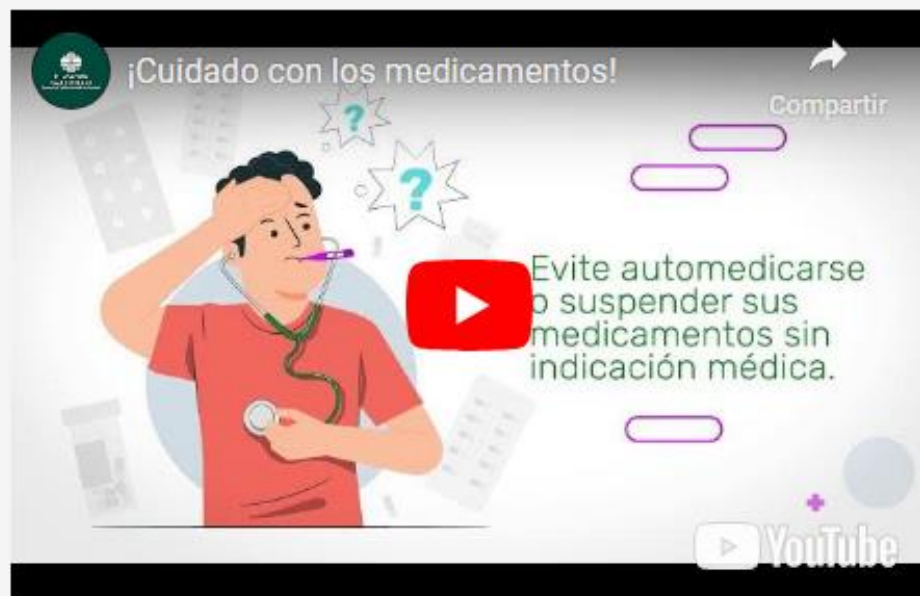 ¡Cuidado con los medicamentos!
Compartir
?
?
Evite automedicarse
o suspender sus
medicamentos sin
indicación médica.
YouTube